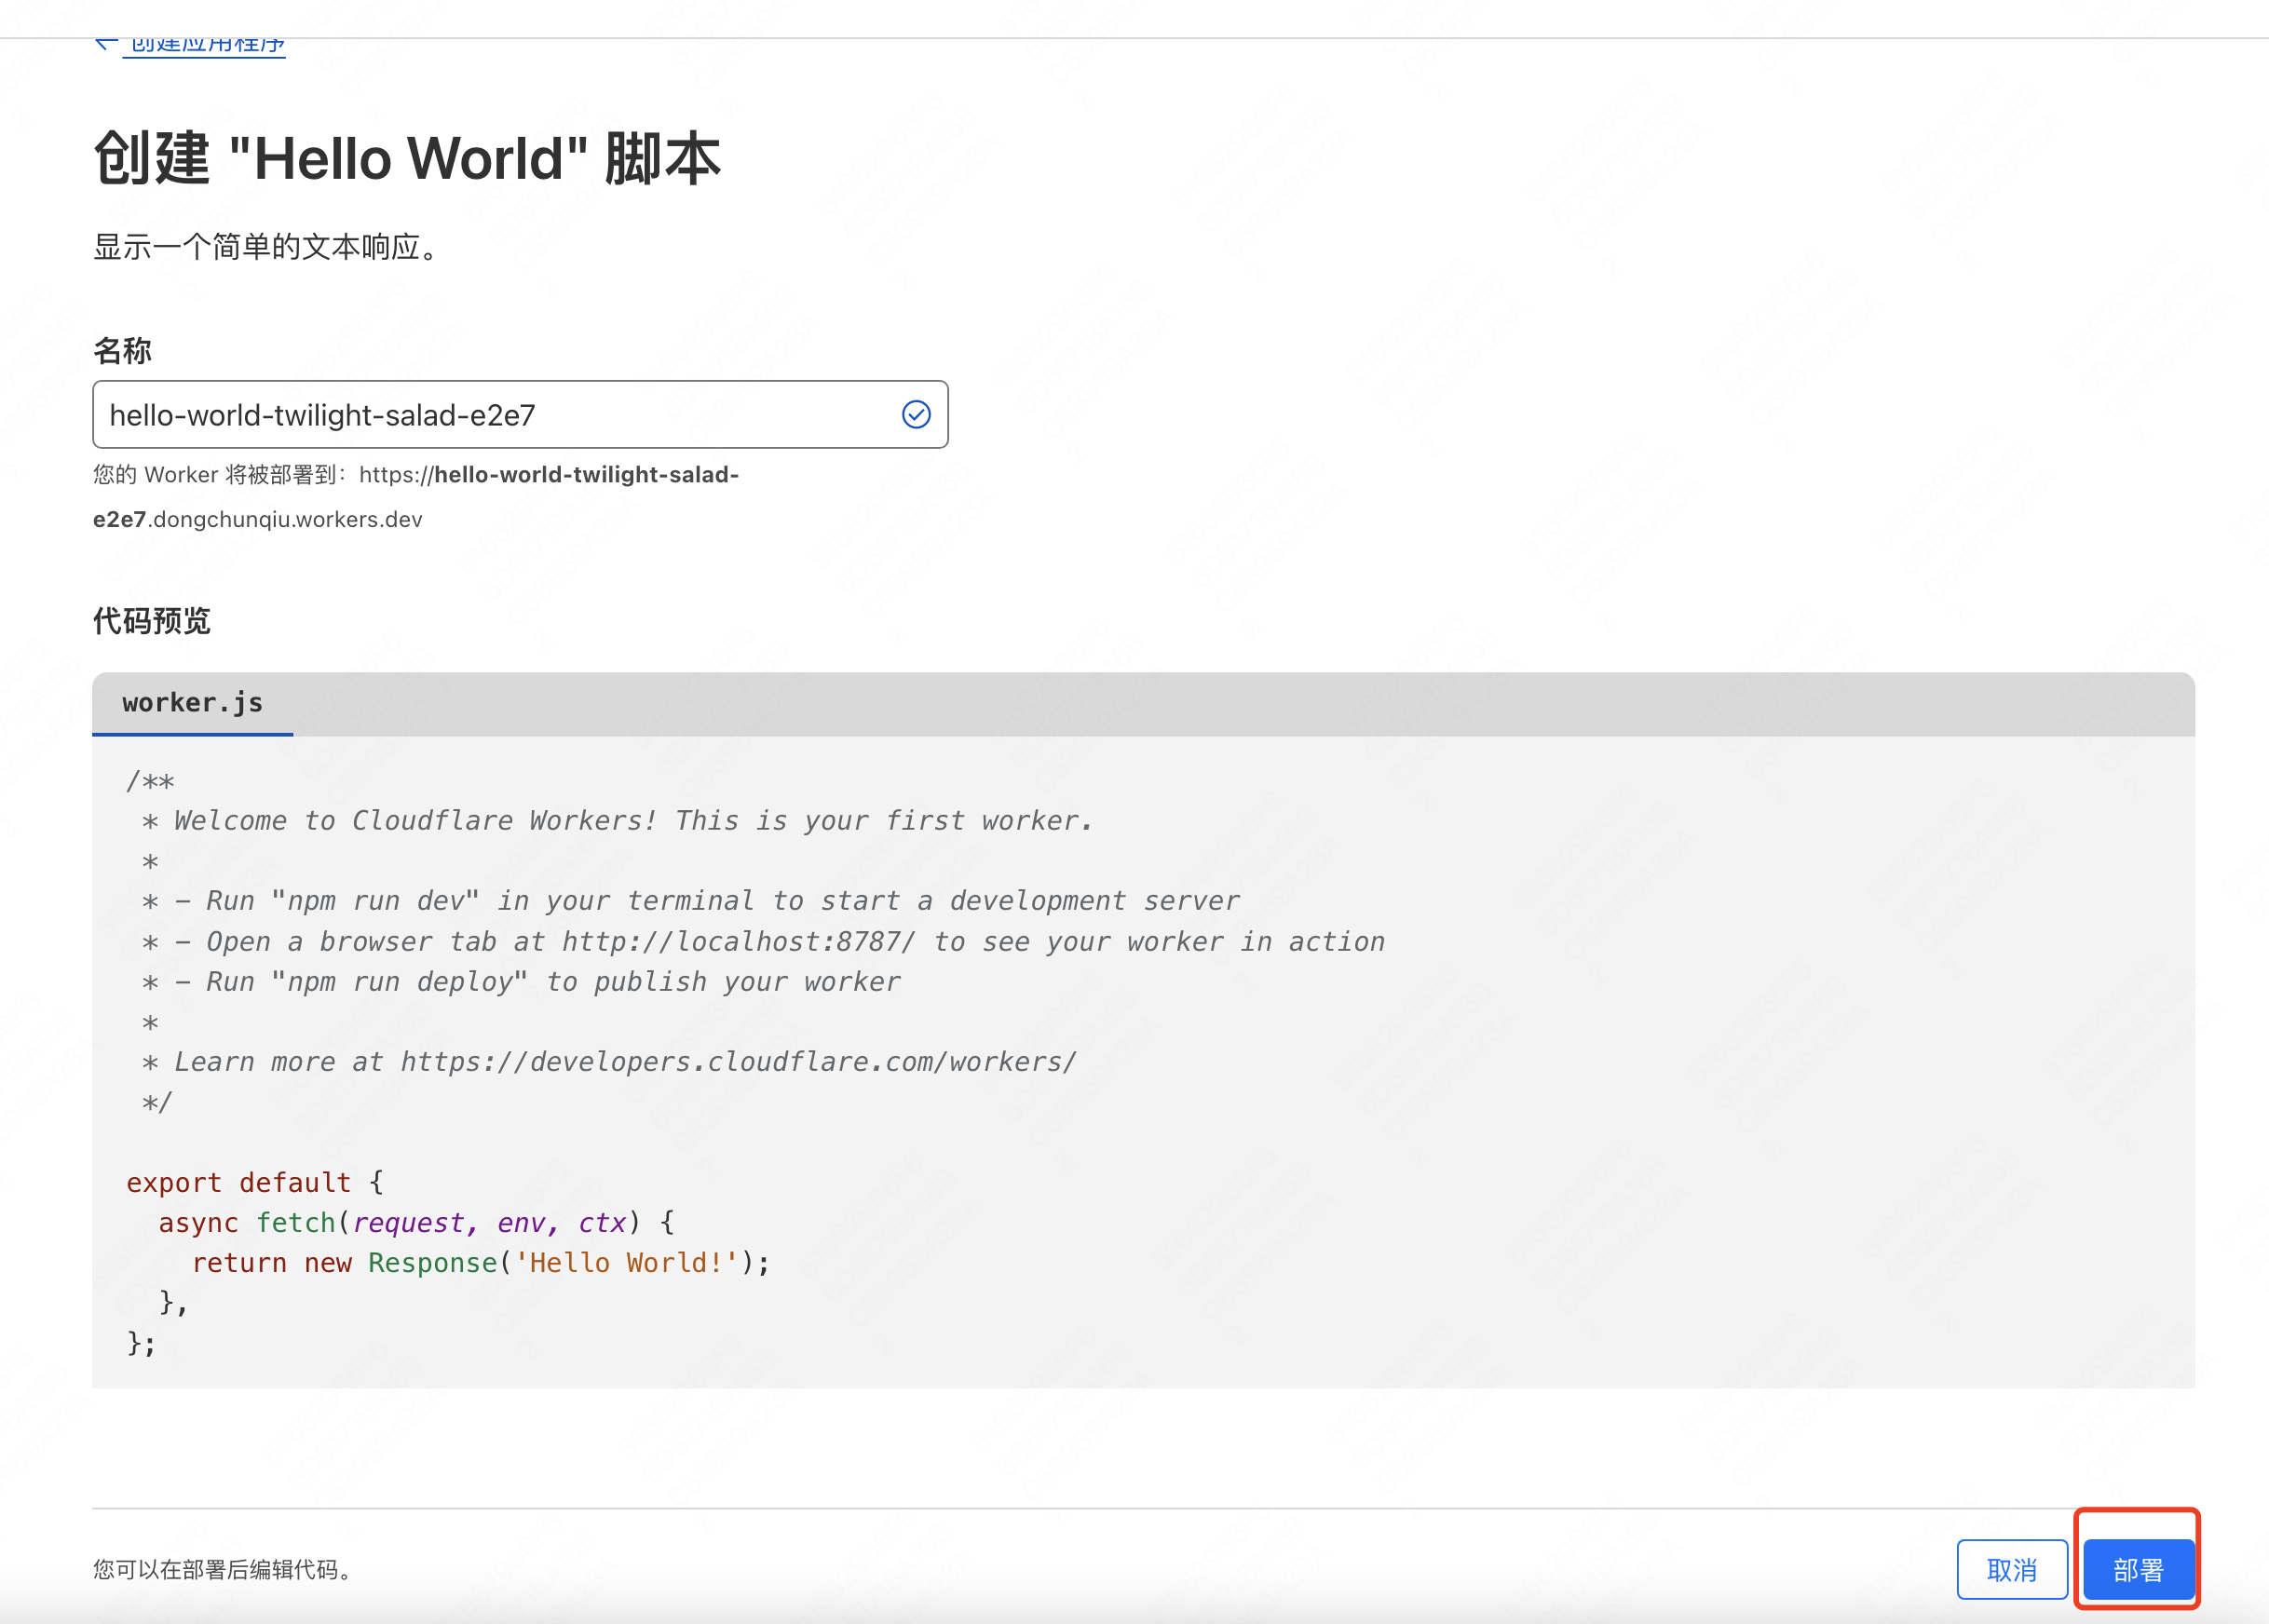 ← 创建应用程序
创建 "Hello World" 脚本
显示一个简单的文本响应。
名称
hello-world-twilight-salad-e2e7
您的 Worker 将被部署到：https://hello-world-twilight-salad-
e2e7.dongchunqiu.workers.dev
代码预览
worker.js
/**
 * Welcome to Cloudflare Workers! This is your first worker.
 *
 * - Run "npm run dev" in your terminal to start a development server
 * - Open a browser tab at http://localhost:8787/ to see your worker in action
 * - Run "npm run deploy" to publish your worker
 *
 * Learn more at https://developers.cloudflare.com/workers/
 */
export default {
  async fetch(request, env, ctx) {
    return new Response('Hello World!');
  },
};
您可以在部署后编辑代码。
取消
部署